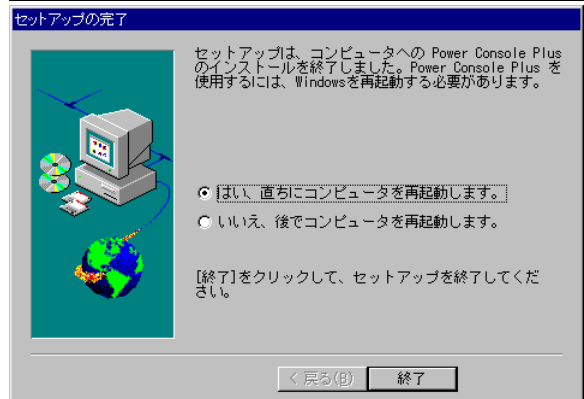 セットアップの完了
セットアップは、コンピュータへの Power Console Plus
のインストールを終了しました。Power Console Plus を
使用するには、Windowsを再起動する必要があります。
はい、直ちにコンピュータを再起動します。
いいえ、後でコンピュータを再起動します。
[終了]をクリックして、セットアップを終了してくだ
さい。
< 戻る(B)
終了